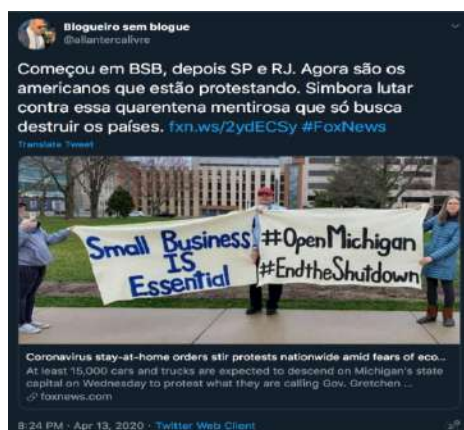 Blogueiro sem blogue
@allantercalivre
Começou em BSB, depois SP e RJ. Agora são os
americanos que estão protestando. Simbora lutar
contra essa quarentena mentirosa que só busca
destruir os países. fxn.ws/2ydECSy #FoxNews
Translate Tweet
Small Business
IS
Essential
#OpenMichigan
#EndtheShutdown
Coronavirus stay-at-home orders stir protests nationwide amid fears of eco...
At least 15,000 cars and trucks are expected to descend on Michigan's state
capital on Wednesday to protest what they are calling Gov. Gretchen ...
foxnews.com
8:24 PM · Apr 13, 2020 · Twitter Web Client